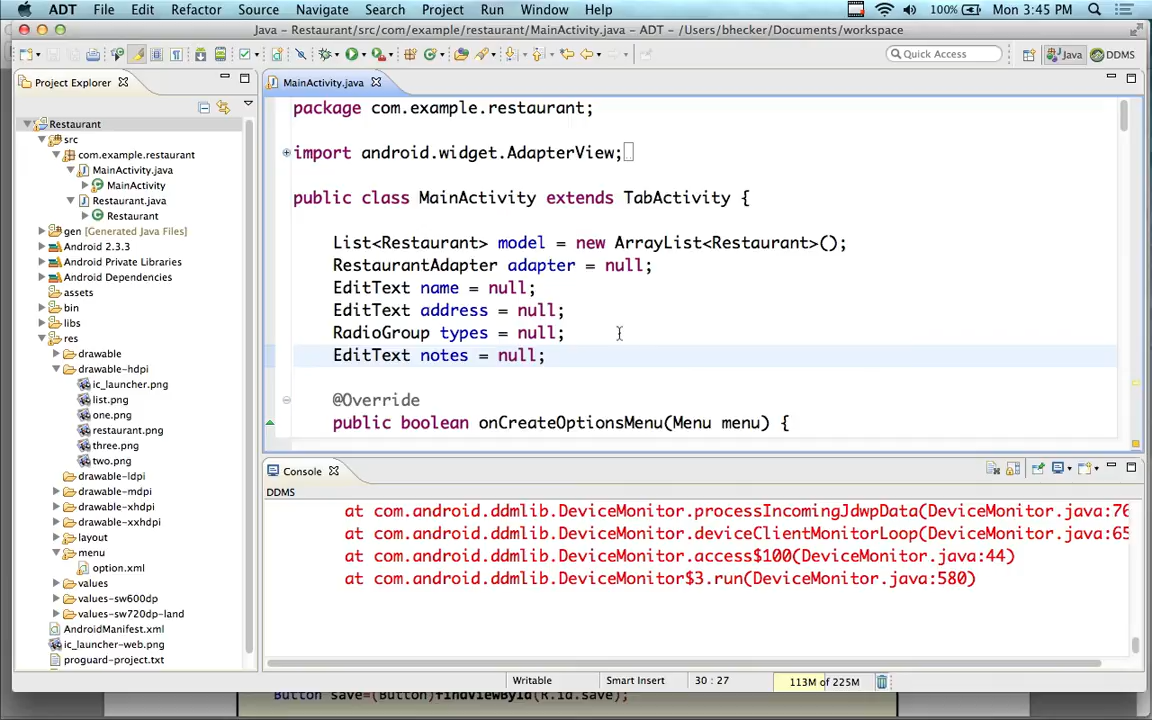 ADT File Edit Refactor Source Navigate Search Project Run Window Help 100% Mon 3:45 PM
Java – Restaurant/src/com/example/restaurant/MainActivity.java – ADT – /Users/bhecker/Documents/workspace
Quick Access Java DDMS
Project Explorer
MainActivity.java
Restaurant
src
com.example.restaurant
MainActivity.java
MainActivity
Restaurant.java
Restaurant
gen [Generated Java Files]
Android 2.3.3
Android Private Libraries
Android Dependencies
assets
bin
libs
res
drawable
drawable-hdpi
ic_launcher.png
list.png
one.png
restaurant.png
three.png
two.png
drawable-ldpi
drawable-mdpi
drawable-xhdpi
drawable-xxhdpi
layout
menu
option.xml
values
values-sw600dp
values-sw720dp-land
AndroidManifest.xml
ic_launcher-web.png
proguard-project.txt
package com.example.restaurant;
import android.widget.AdapterView;
public class MainActivity extends TabActivity {
List<Restaurant> model = new ArrayList<Restaurant>();
RestaurantAdapter adapter = null;
EditText name = null;
EditText address = null;
RadioGroup types = null;
EditText notes = null;
@Override
public boolean onCreateOptionsMenu(Menu menu) {
Console
DDMS
at com.android.ddmlib.DeviceMonitor.processIncomingJdwpData(DeviceMonitor.java:76
at com.android.ddmlib.DeviceMonitor.deviceClientMonitorLoop(DeviceMonitor.java:65
at com.android.ddmlib.DeviceMonitor.access$100(DeviceMonitor.java:44)
at com.android.ddmlib.DeviceMonitor$3.run(DeviceMonitor.java:580)
Writable Smart Insert 30 : 27 113M of 225M
Button save=(Button)findViewById(R.id.save);